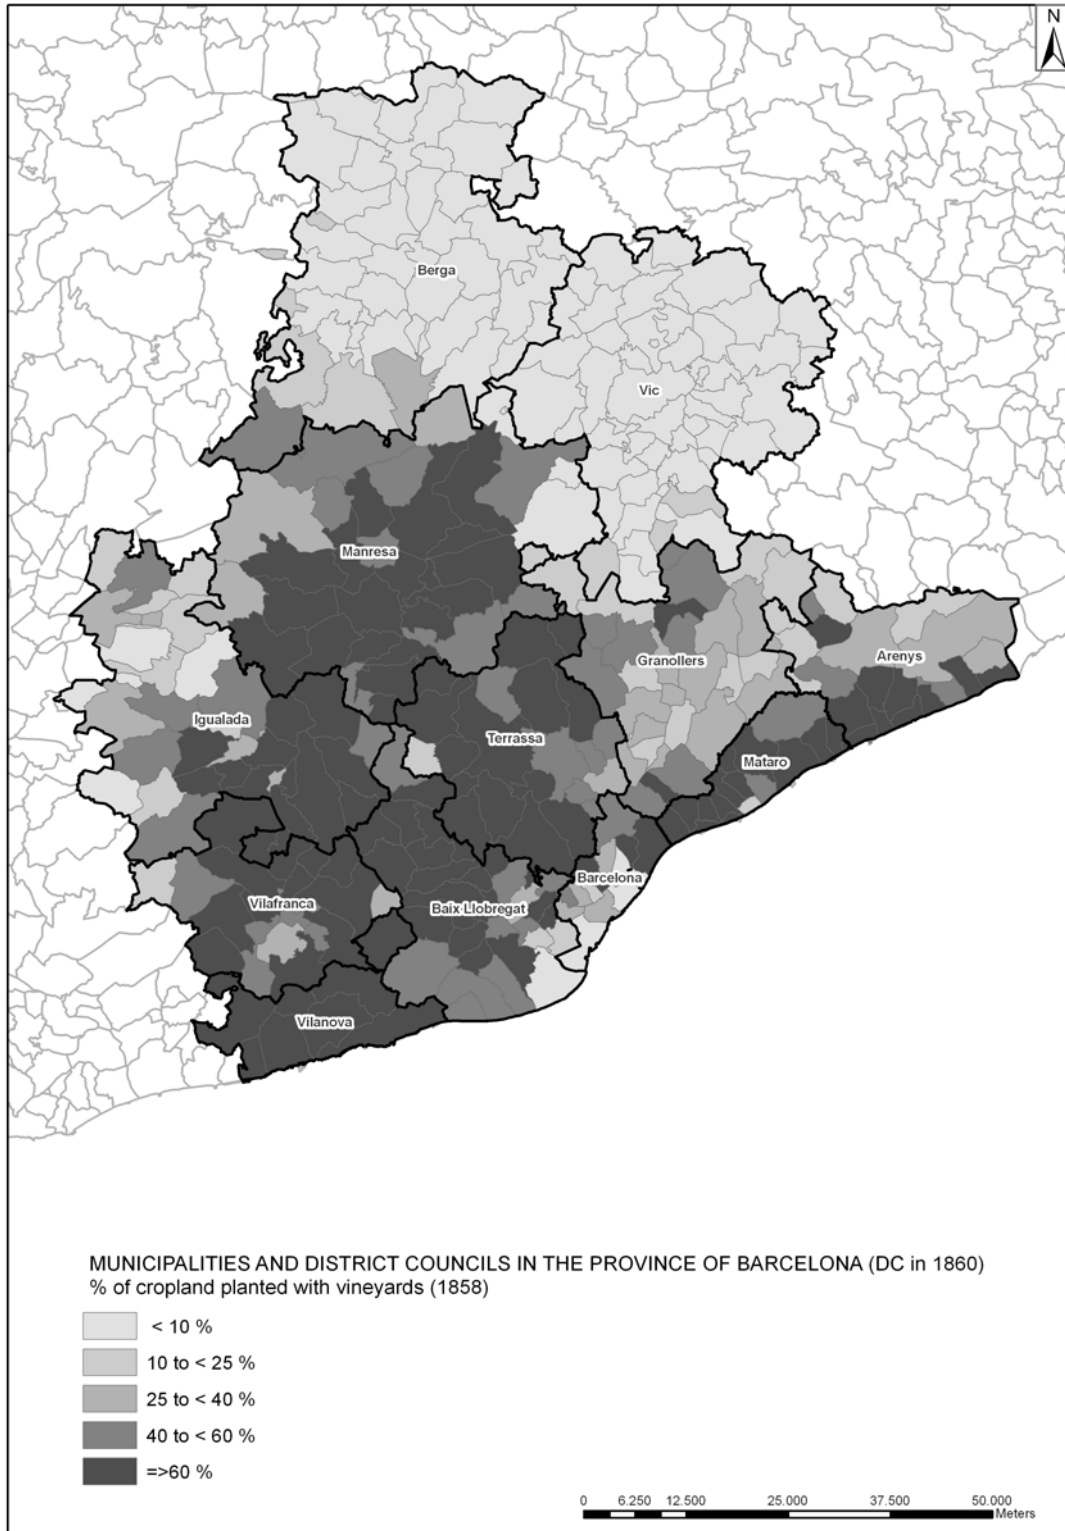 N
Berga
Vic
Manresa
Granollers
Arenys
Igualada
Terrassa
Mataro
Barcelona
Vilafranca
Baix Llobregat
Vilanova
MUNICIPALITIES AND DISTRICT COUNCILS IN THE PROVINCE OF BARCELONA (DC in 1860)
% of cropland planted with vineyards (1858)
< 10 %
10 to < 25 %
25 to < 40 %
40 to < 60 %
=>60 %
0 6.250 12.500 25.000 37.500 50.000
Meters